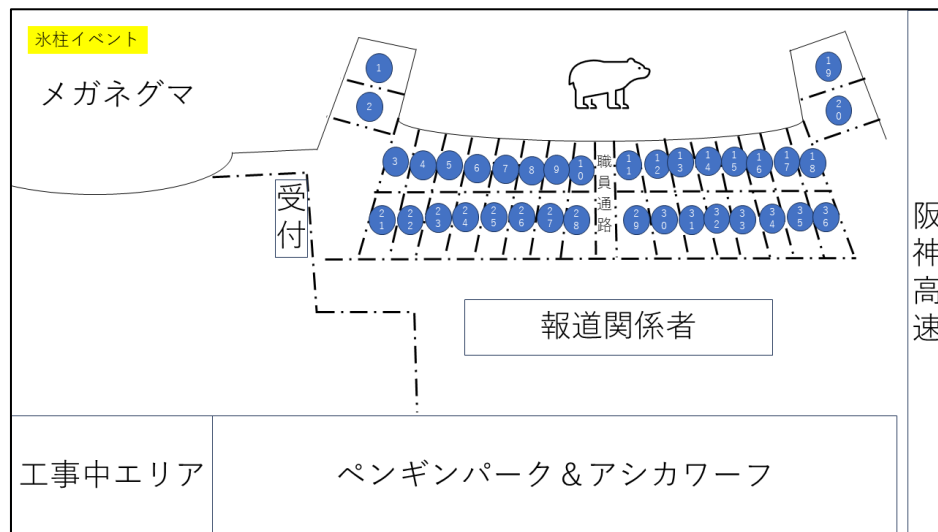 氷柱イベント
メガネグマ
1
2
19
20
3 4 5 6 7 8 9 10 職員通路 11 12 13 14 15 16 17 18
受付
21 22 23 24 25 26 27 28 29 30 31 32 33 34 35 36
阪神高速
報道関係者
工事中エリア
ペンギンパーク&アシカワーフ